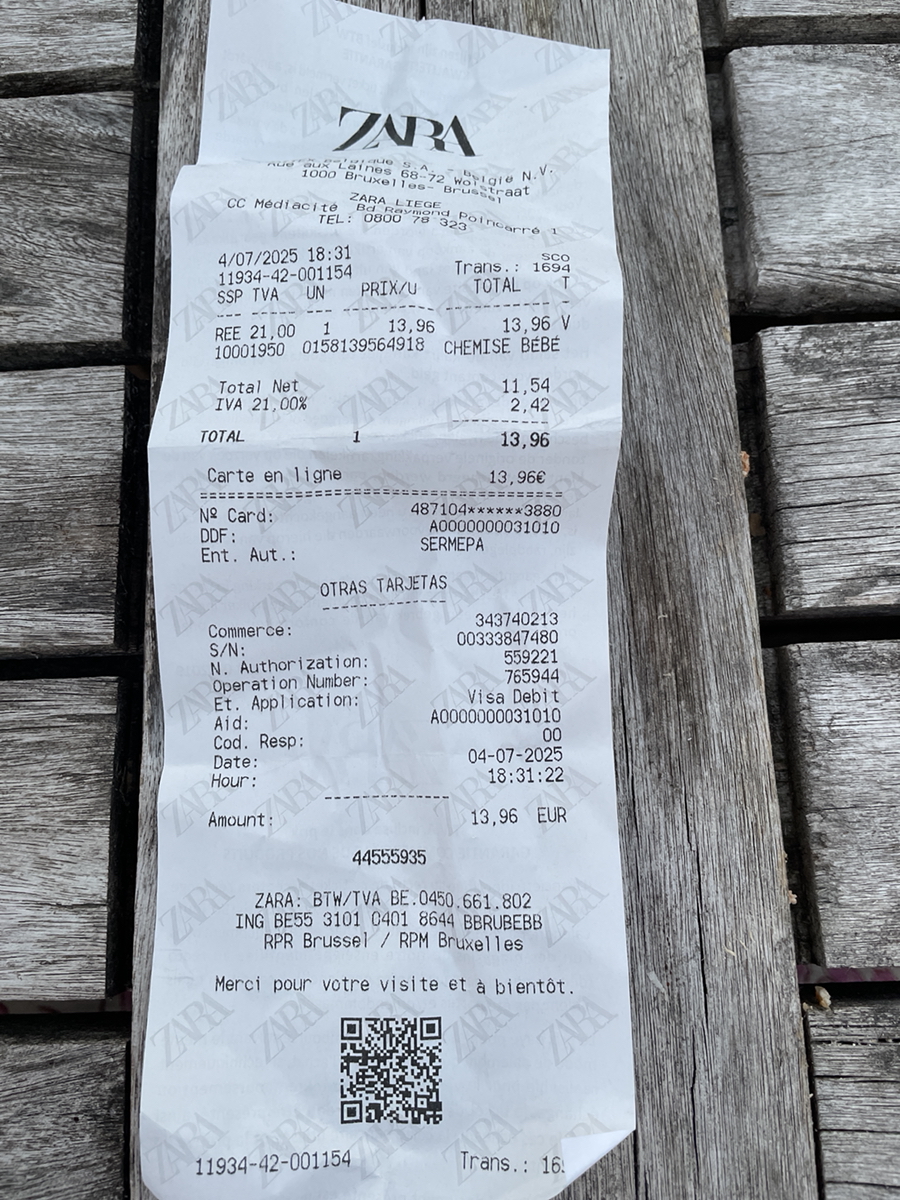 ZARA
Belgique S.A. - België N.V.
Rue aux Laines 68-72 Wolstraat
1000 Bruxelles- Brussel
ZARA LIEGE
CC Médiacité Bd Raymond Poincarré 1
TEL: 0800 78 323
4/07/2025 18:31 SCO
11934-42-001154 Trans.: 1694
SSP TVA UN PRIX/U TOTAL T
REE 21,00 1 13,96 13,96 V
10001950 0158139564918 CHEMISE BÉBÉ
Total Net 11,54
IVA 21,00% 2,42
TOTAL 1 13,96
Carte en ligne 13,96€
Nº Card: 487104******3880
DDF: A0000000031010
Ent. Aut.: SERMEPA
OTRAS TARJETAS
Commerce: 343740213
S/N: 00333847480
N. Authorization: 559221
Operation Number: 765944
Et. Application: Visa Debit
Aid: A0000000031010
Cod. Resp: 00
Date: 04-07-2025
Hour: 18:31:22
Amount: 13,96 EUR
44555935
ZARA: BTW/TVA BE.0450.661.802
ING BE55 3101 0401 8644 BBRUBEBB
RPR Brussel / RPM Bruxelles
Merci pour votre visite et à bientôt.
11934-42-001154 Trans.: 16